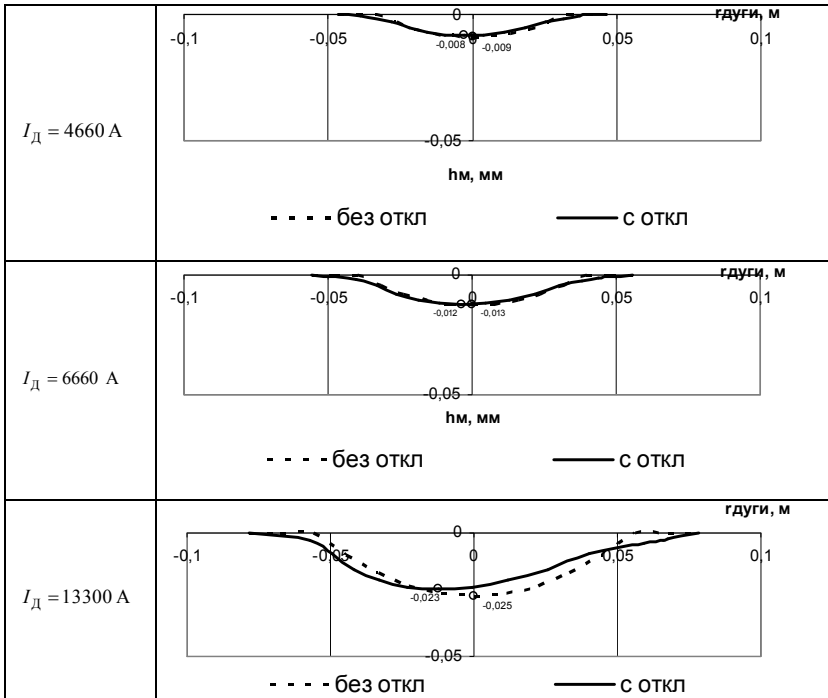 I_Д = 4660 А
0 rдуги, м
-0,1 -0,05 0 0,05 0,1
-0,008 -0,009
-0,05
hм, мм
без откл с откл
I_Д = 6660 А
0 rдуги, м
-0,1 -0,05 0 0,05 0,1
-0,012 -0,013
-0,05
hм, мм
без откл с откл
I_Д = 13300 А
rдуги, м
0
-0,1 -0,05 0 0,05 0,1
-0,023 -0,025
-0,05
без откл с откл